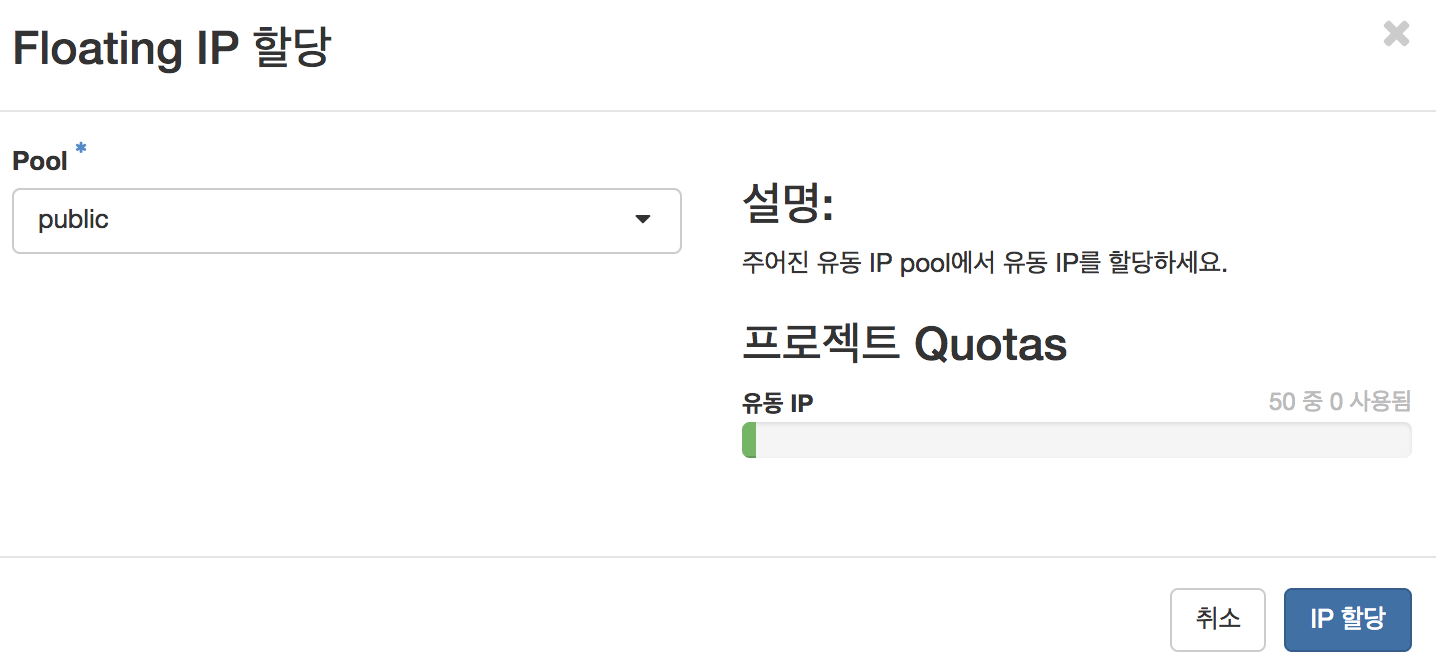 Floating IP 할당
Pool *
public
설명:
주어진 유동 IP pool에서 유동 IP를 할당하세요.
프로젝트 Quotas
유동 IP
50 중 0 사용됨
취소
IP 할당